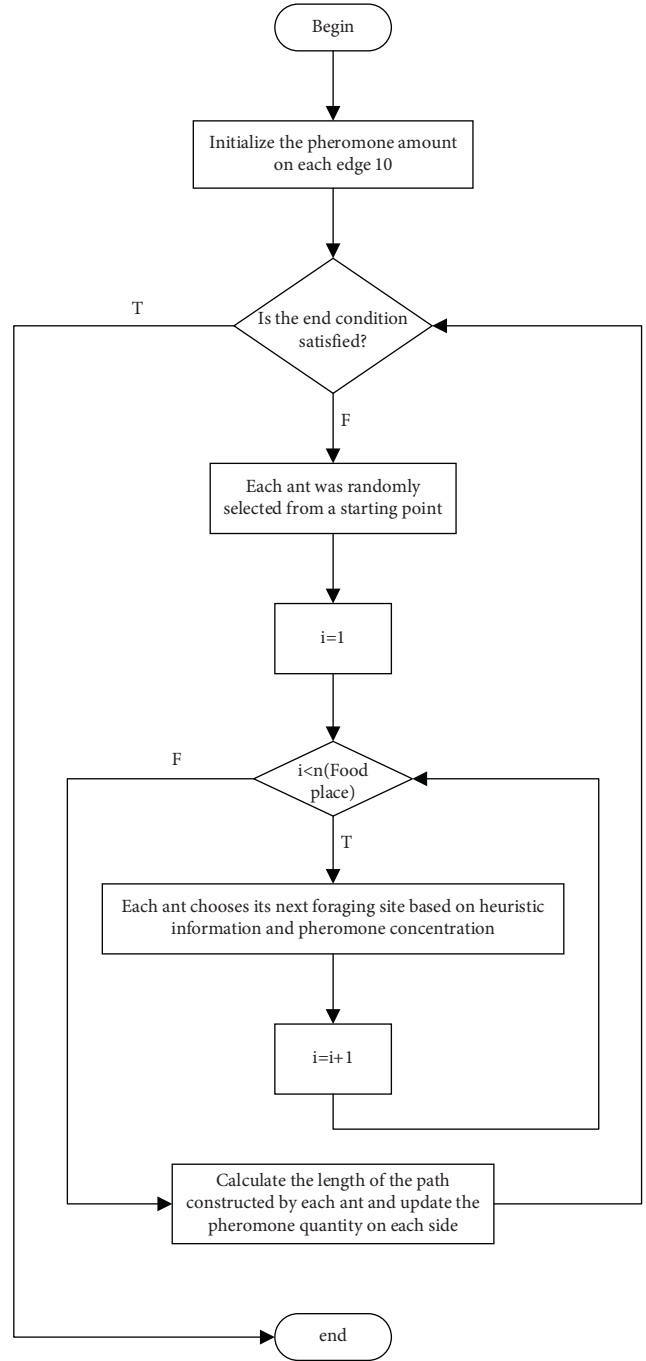 Begin
Initialize the pheromone amount
on each edge 10
T
Is the end condition
satisfied?
F
Each ant was randomly
selected from a starting point
i=1
F
i<n(Food
place)
T
Each ant chooses its next foraging site based on heuristic
information and pheromone concentration
i=i+1
Calculate the length of the path
constructed by each ant and update the
pheromone quantity on each side
end